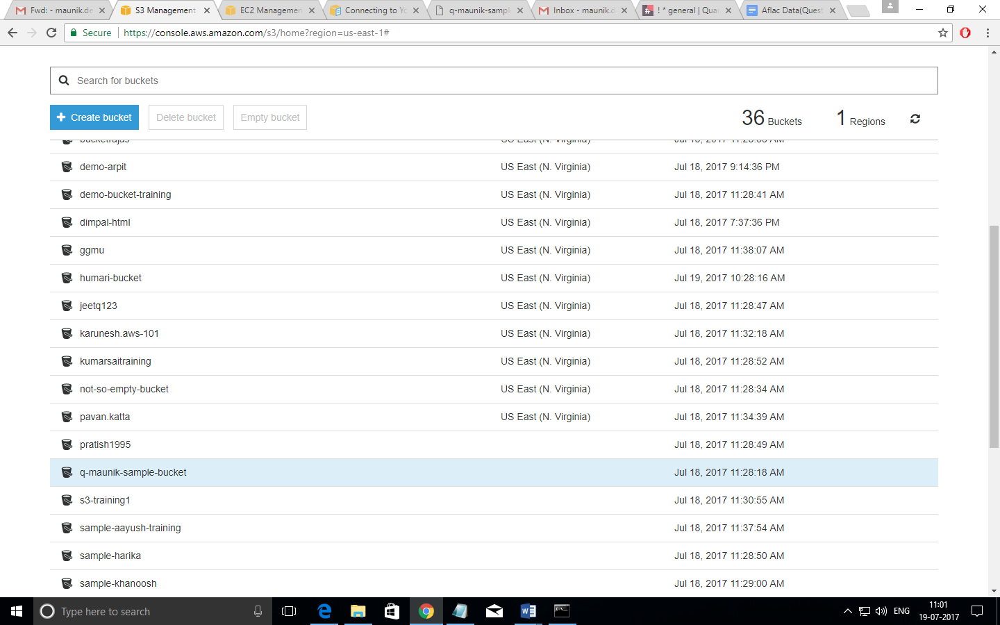 Fwd: - maunik.de
S3 Management
EC2 Managemen
Connecting to Yo
q-maunik-sampl
Inbox - maunik.d
! * general | Qua
Aflac Data(Quest
Secure
https://console.aws.amazon.com/s3/home?region=us-east-1#
Search for buckets
Create bucket
Delete bucket
Empty bucket
36 Buckets
1 Regions
bucketrajas US East (N. Virginia)
demo-arpit US East (N. Virginia) Jul 18, 2017 9:14:36 PM
demo-bucket-training US East (N. Virginia) Jul 18, 2017 11:28:41 AM
dimpal-html US East (N. Virginia) Jul 18, 2017 7:37:36 PM
ggmu US East (N. Virginia) Jul 18, 2017 11:38:07 AM
humari-bucket US East (N. Virginia) Jul 19, 2017 10:28:16 AM
jeetq123 US East (N. Virginia) Jul 18, 2017 11:28:47 AM
karunesh.aws-101 US East (N. Virginia) Jul 18, 2017 11:32:18 AM
kumarsaitraining US East (N. Virginia) Jul 18, 2017 11:28:52 AM
not-so-empty-bucket US East (N. Virginia) Jul 18, 2017 11:28:34 AM
pavan.katta US East (N. Virginia) Jul 18, 2017 11:34:39 AM
pratish1995 Jul 18, 2017 11:28:49 AM
q-maunik-sample-bucket Jul 18, 2017 11:28:18 AM
s3-training1 Jul 18, 2017 11:30:55 AM
sample-aayush-training Jul 18, 2017 11:37:54 AM
sample-harika Jul 18, 2017 11:28:50 AM
sample-khanoosh Jul 18, 2017 11:29:00 AM
Type here to search
ENG
11:01
19-07-2017